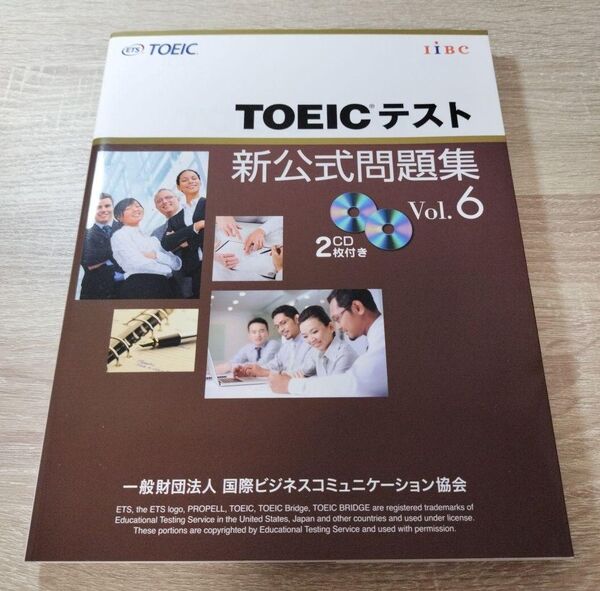 ETS TOEIC®
IIBC
TOEIC®テスト
新公式問題集
Vol.6
2CD
枚付き
一般財団法人 国際ビジネスコミュニケーション協会
ETS, the ETS logo, PROPELL, TOEIC, TOEIC Bridge, TOEIC BRIDGE are registered trademarks of
Educational Testing Service in the United States, Japan and other countries and used under license.
These portions are copyrighted by Educational Testing Service and used with permission.